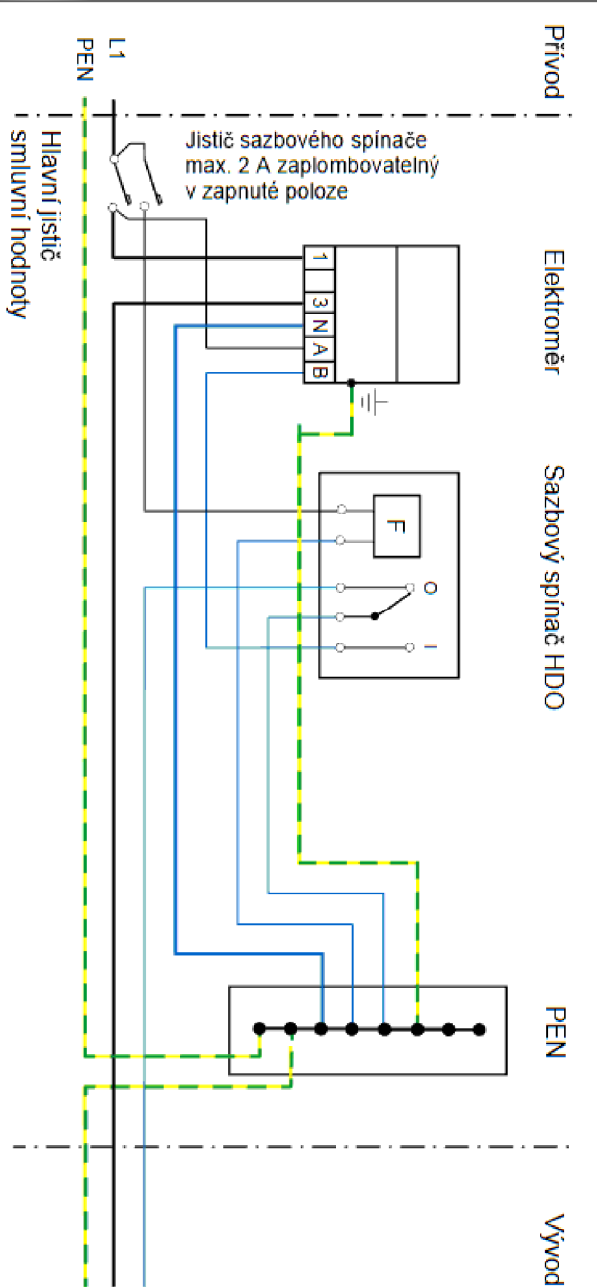 Přívod
L1
PEN
Jistič sazbového spínače
max. 2 A zaplombovatelný
v zapnuté poloze
Hlavní jistič
smluvní hodnoty
Elektroměr
1
3
N
A
B
Sazbový spínač HDO
F
O
I
PEN
Vývod